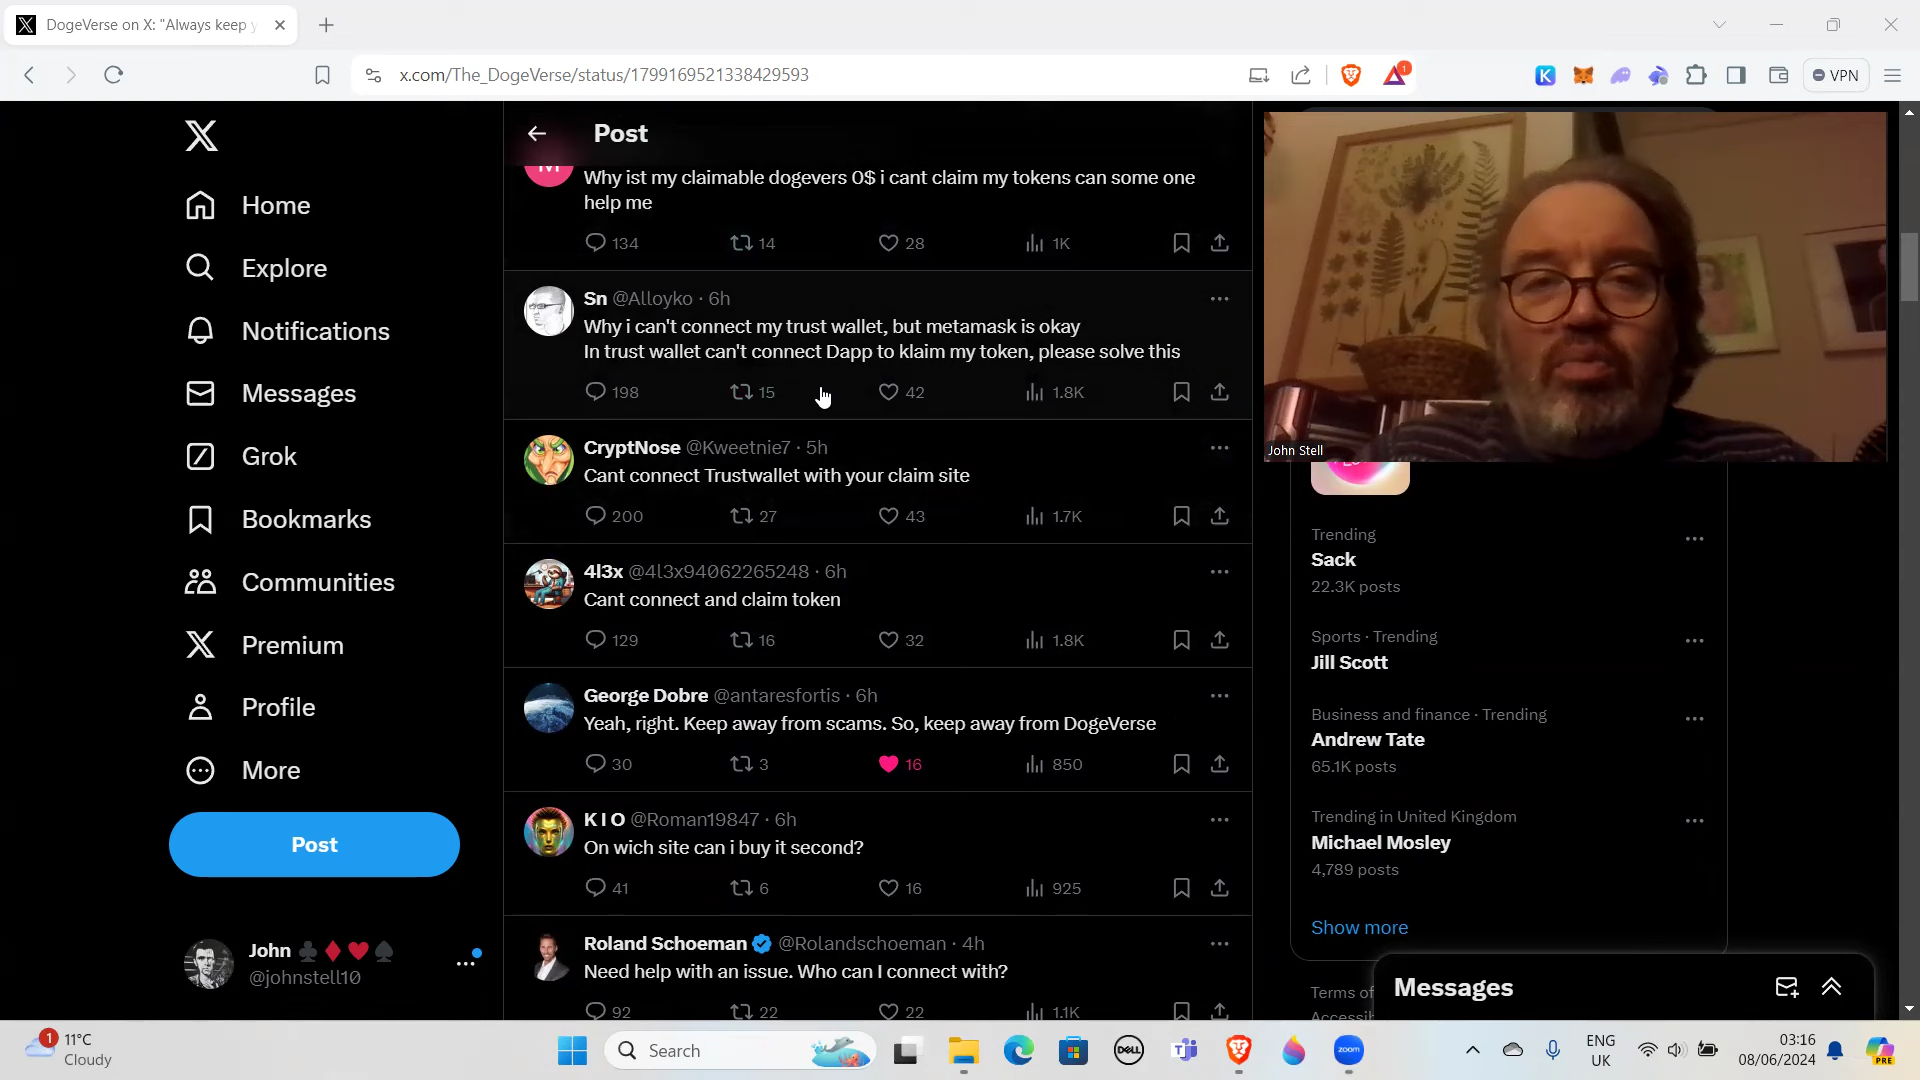 DogeVerse on X: "Always keep y
x.com/The_DogeVerse/status/1799169521338429593
1
VPN
Post
Home
Explore
Notifications
Messages
Grok
Bookmarks
Communities
Premium
Profile
More
Post
John
@johnstell10
Why ist my claimable dogevers 0$ i cant claim my tokens can some one
help me
134 14 28 1K
Sn @Alloyko · 6h
Why i can't connect my trust wallet, but metamask is okay
In trust wallet can't connect Dapp to klaim my token, please solve this
198 15 42 1.8K
CryptNose @Kweetnie7 · 5h
Cant connect Trustwallet with your claim site
200 27 43 1.7K
4l3x @4l3x94062265248 · 6h
Cant connect and claim token
129 16 32 1.8K
George Dobre @antaresfortis · 6h
Yeah, right. Keep away from scams. So, keep away from DogeVerse
30 3 16 850
K I O @Roman19847 · 6h
On wich site can i buy it second?
41 6 16 925
Roland Schoeman @Rolandschoeman · 4h
Need help with an issue. Who can I connect with?
92 22 22 1.1K
John Stell
Trending
Sack
22.3K posts
Sports · Trending
Jill Scott
Business and finance · Trending
Andrew Tate
65.1K posts
Trending in United Kingdom
Michael Mosley
4,789 posts
Show more
Terms of
Messages
1
11°C
Cloudy
Search
DELL
zoom
ENG
UK
03:16
08/06/2024
PRE